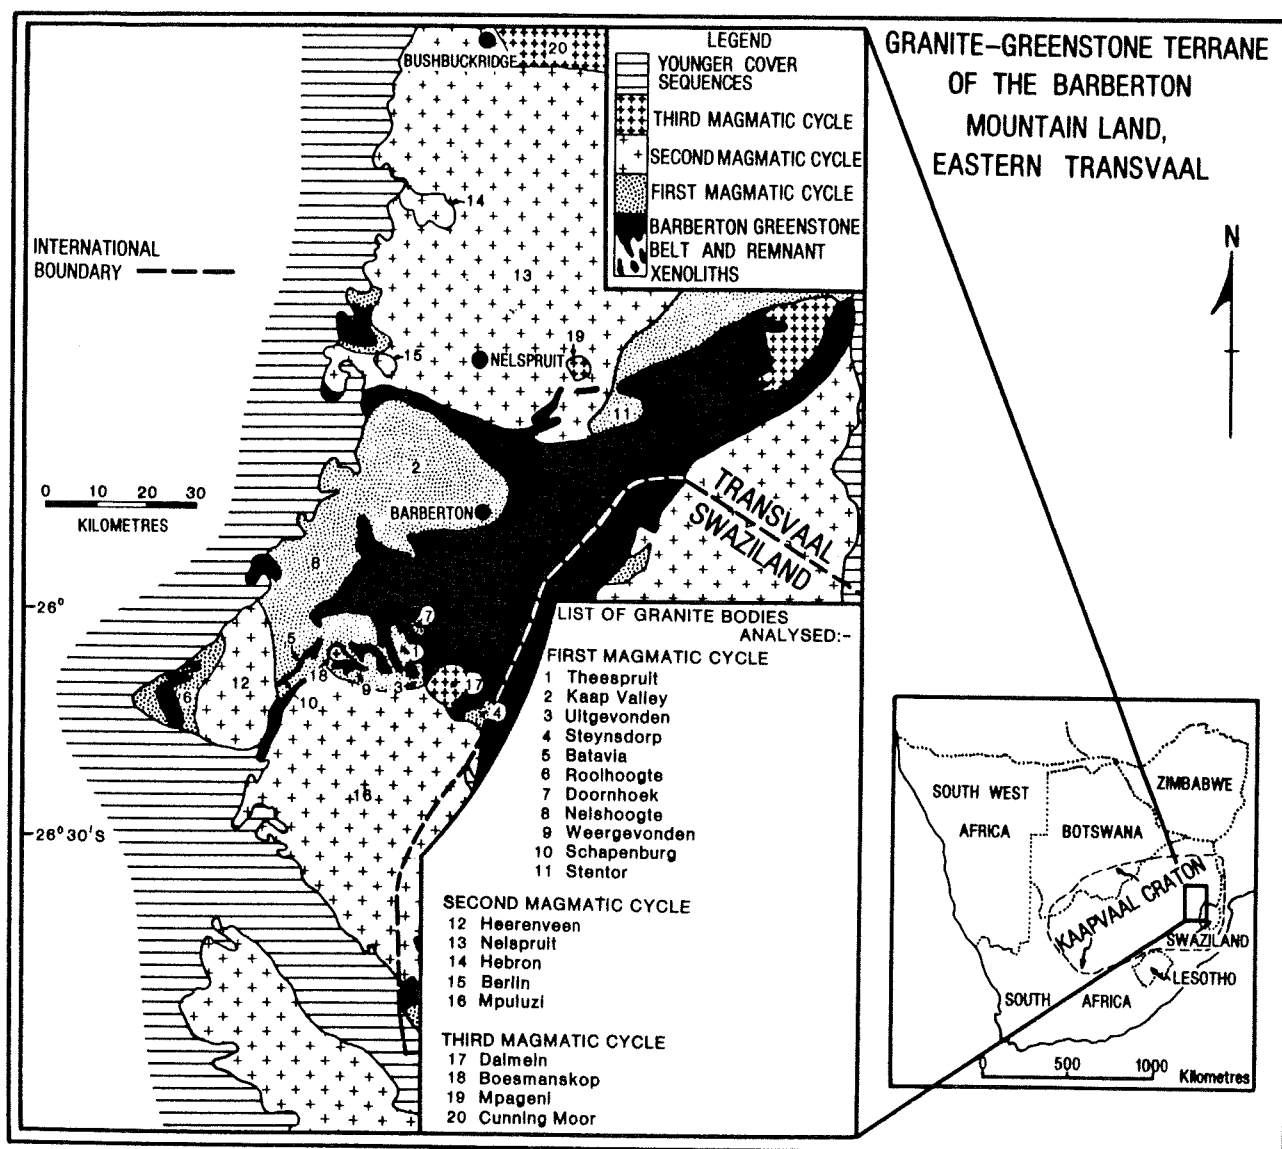 GRANITE-GREENSTONE TERRANE
OF THE BARBERTON
MOUNTAIN LAND,
EASTERN TRANSVAAL
N
LEGEND
YOUNGER COVER
SEQUENCES
THIRD MAGMATIC CYCLE
SECOND MAGMATIC CYCLE
FIRST MAGMATIC CYCLE
BARBERTON GREENSTONE
BELT AND REMNANT
XENOLITHS
BUSHBUCKRIDGE
20
14
INTERNATIONAL
BOUNDARY
13
19
15
NELSPRUIT
11
2
0 10 20 30
KILOMETRES
BARBERTON
TRANSVAAL
SWAZILAND
8
26°
7
5
1
18
9
3
17
12
6
10
4
16
26°30's
LIST OF GRANITE BODIES
ANALYSED:-
FIRST MAGMATIC CYCLE
1 Theespruit
2 Kaap Valley
3 Uitgevonden
4 Steynsdorp
5 Batavia
6 Roolhoogte
7 Doornhoek
8 Nelshoogte
9 Weergevonden
10 Schapenburg
11 Stentor
SECOND MAGMATIC CYCLE
12 Heerenveen
13 Nelspruit
14 Hebron
15 Berlin
16 Mpuluzi
THIRD MAGMATIC CYCLE
17 Dalmein
18 Boesmanskop
19 Mpageni
20 Cunning Moor
SOUTH WEST
AFRICA
BOTSWANA
ZIMBABWE
KAAPVAAL CRATON
SWAZILAND
LESOTHO
SOUTH AFRICA
0 500 1000
Kilometres